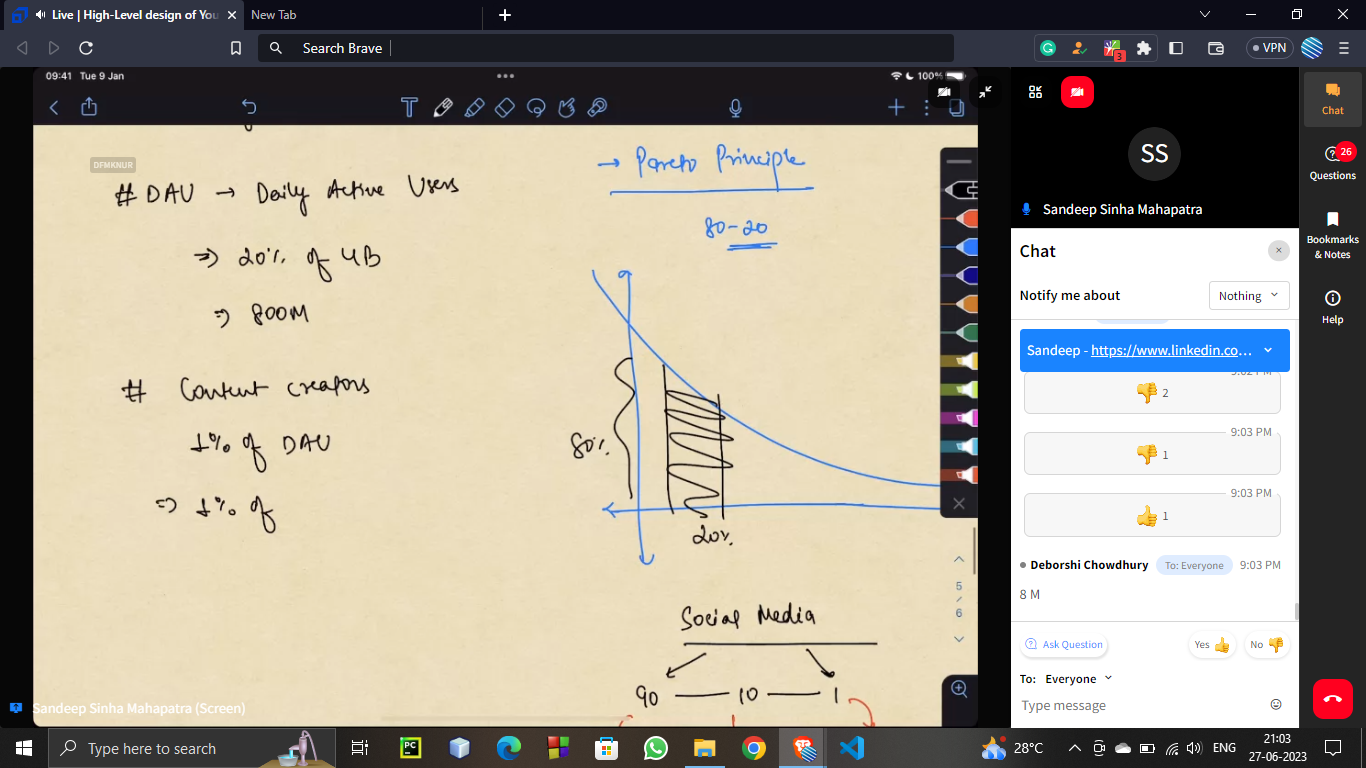 Live | High-Level design of You
New Tab
Search Brave
3
VPN
09:41 Tue 9 Jan
100%
DFMKNUR
# DAU → Daily Active Users
⇒ 20% of 4B
⇒ 800M
# Content creators
1% of DAU
⇒ 1% of
→ Pareto Principle
80-20
80%
20%
5
6
Social Media
90 — 10 — 1
Sandeep Sinha Mahapatra (Screen)
SS
Sandeep Sinha Mahapatra
Chat
Notify me about
Nothing
Sandeep - https://www.linkedin.co...
👎 2
9:03 PM
👎 1
9:03 PM
👍 1
Deborshi Chowdhury To: Everyone 9:03 PM
8 M
Ask Question
Yes 👍
No 👎
To: Everyone
Type message
Chat
26
Questions
Bookmarks
& Notes
Help
Type here to search
PC
28°C
ENG
21:03
27-06-2023